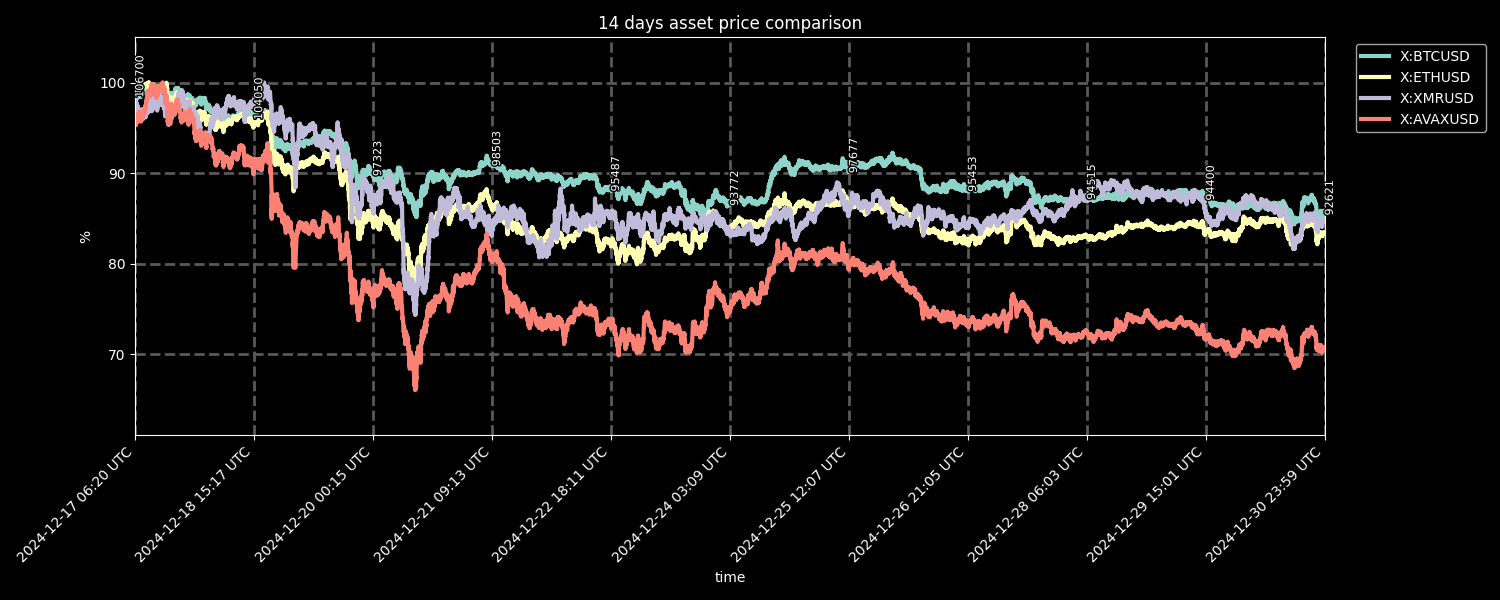 14 days asset price comparison
X:BTCUSD
X:ETHUSD
X:XMRUSD
X:AVAXUSD
100
90
80
70
%
106700
104050
97323
98503
95487
93772
97677
95453
94515
94400
92621
2024-12-17 06:20 UTC
2024-12-18 15:17 UTC
2024-12-20 00:15 UTC
2024-12-21 09:13 UTC
2024-12-22 18:11 UTC
2024-12-24 03:09 UTC
2024-12-25 12:07 UTC
2024-12-26 21:05 UTC
2024-12-28 06:03 UTC
2024-12-29 15:01 UTC
2024-12-30 23:59 UTC
time